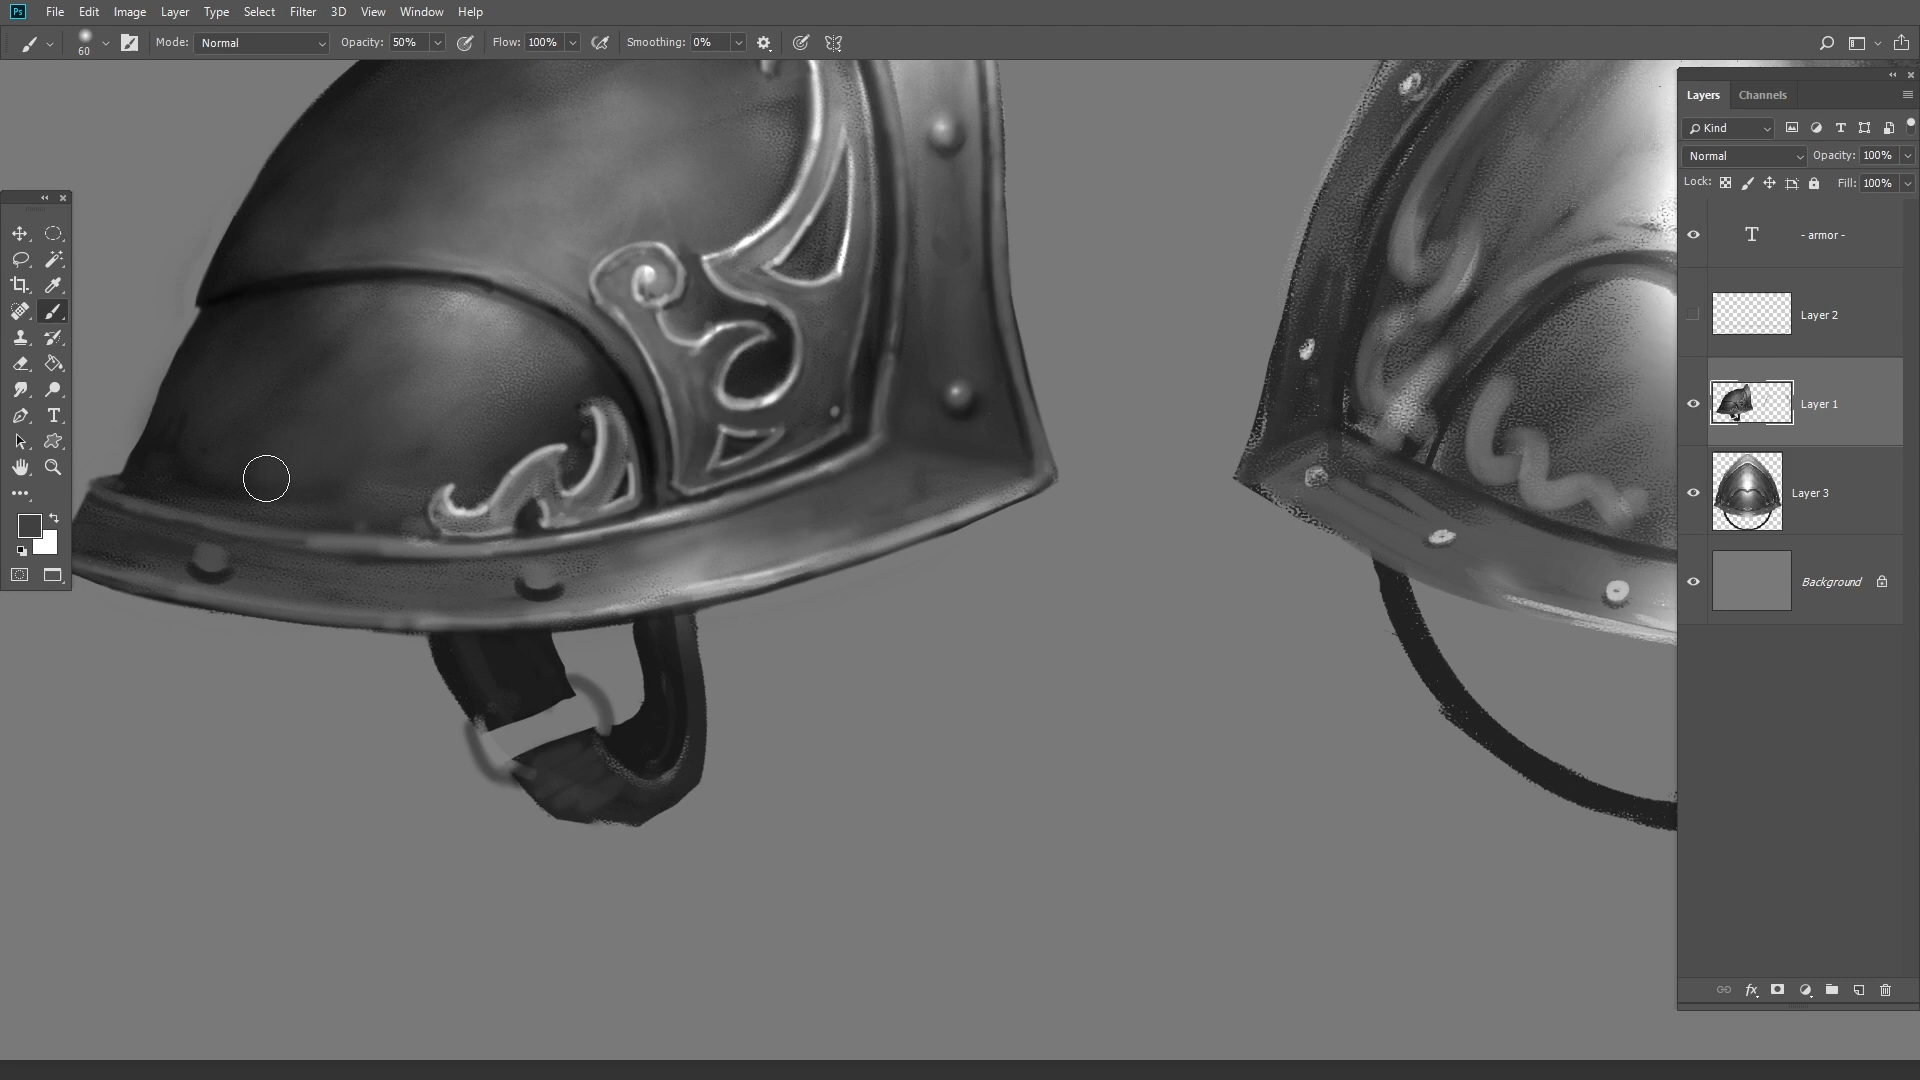 Ps File Edit Image Layer Type Select Filter 3D View Window Help
60 Mode: Normal Opacity: 50% Flow: 100% Smoothing: 0%
Layers Channels
Kind
Normal Opacity: 100%
Lock: Fill: 100%
- armor -
Layer 2
Layer 1
Layer 3
Background